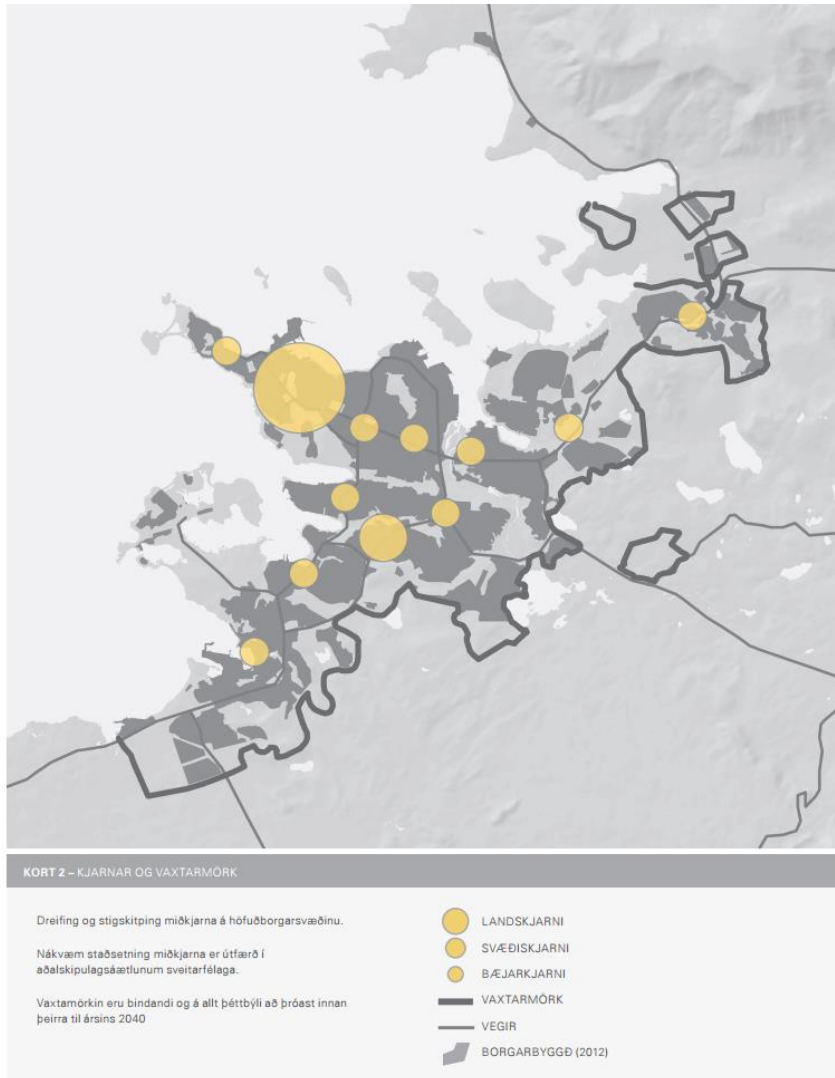 KORT 2 – KJARNAR OG VAXTARMÖRK
Dreifing og stigskitping miðkjarna á höfuðborgarsvæðinu.
Nákvæm staðsetning miðkjarna er útfærð í
aðalskipulagsáætlunum sveitarfélaga.
Vaxtamörkin eru bindandi og á allt þéttbýli að þróast innan
þeirra til ársins 2040
LANDSKJARNI
SVÆÐISKJARNI
BÆJARKJARNI
VAXTARMÖRK
VEGIR
BORGARBYGGÐ (2012)